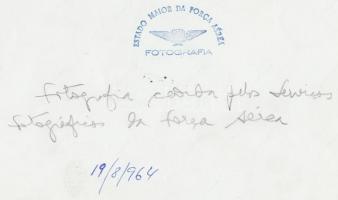 ESTADO MAIOR DA FORÇA AÉREA
FOTOGRAFIA
Fotografia cedida pelos Serviços
fotográficos da força aérea
19/8/964